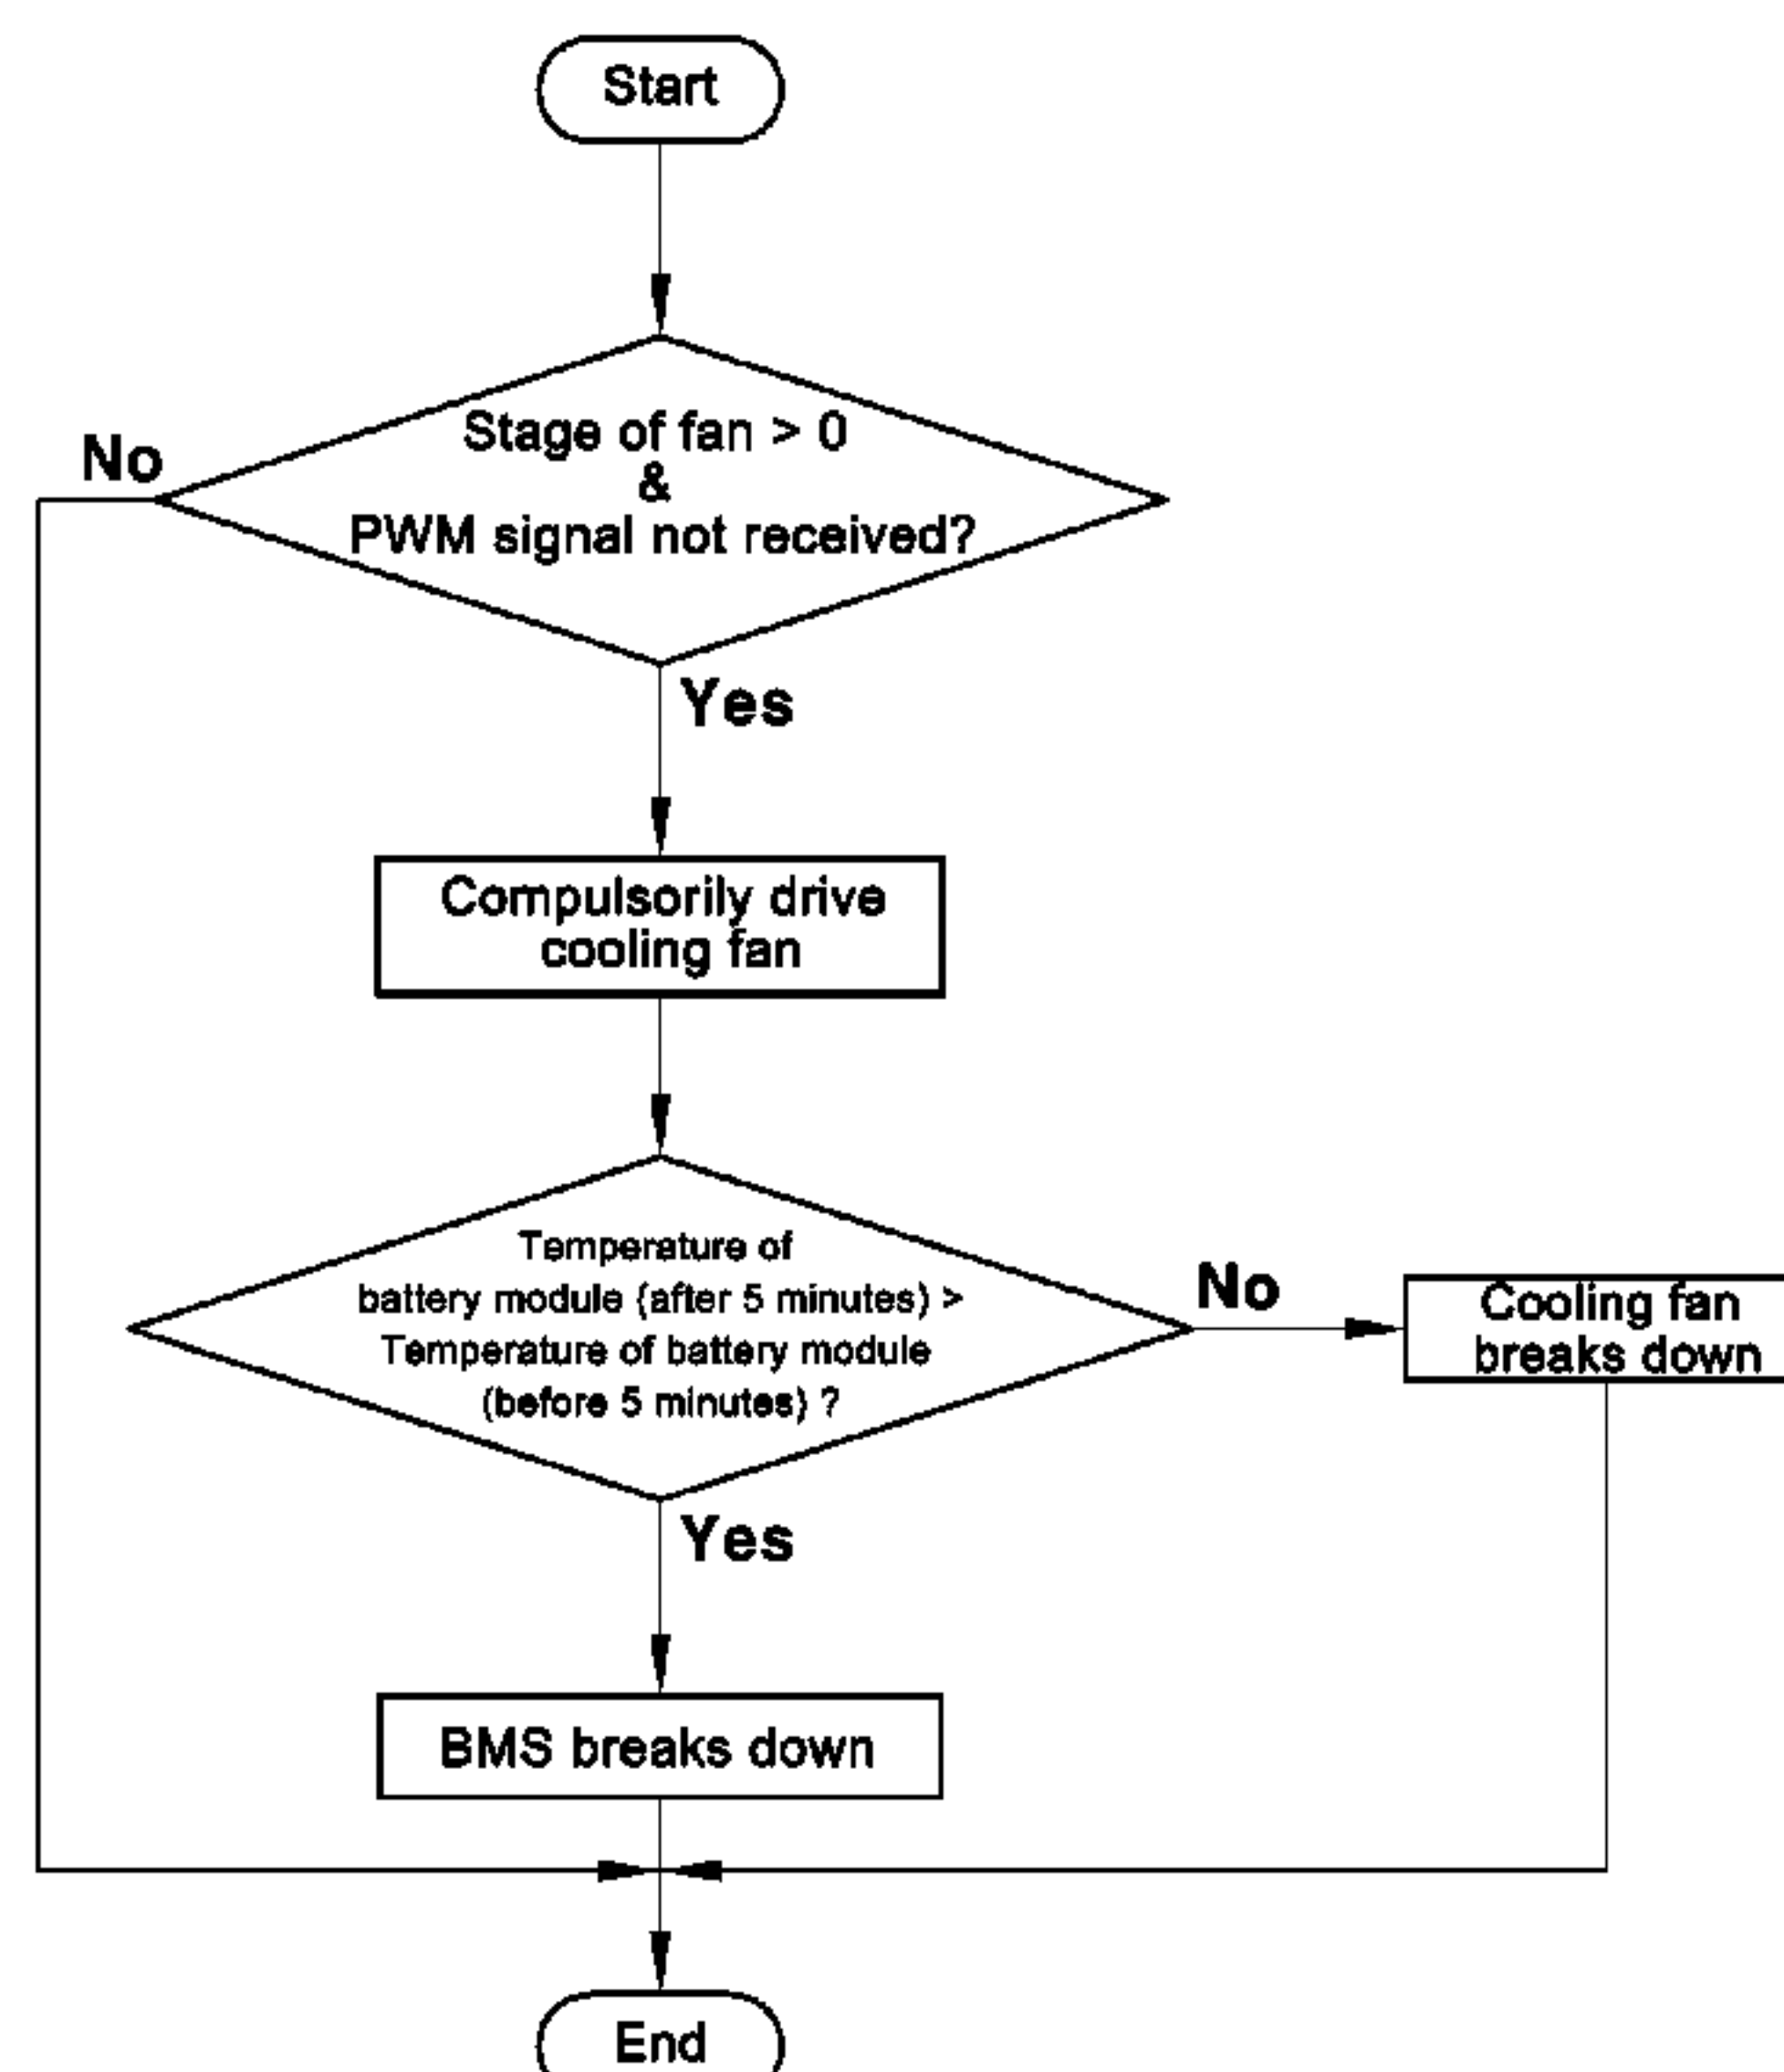 Start
Stage of fan > 0
&
PWM signal not received?
No
Yes
Compulsorily drive
cooling fan
Temperature of
battery module (after 5 minutes) >
Temperature of battery module
(before 5 minutes) ?
No
Cooling fan
breaks down
Yes
BMS breaks down
End